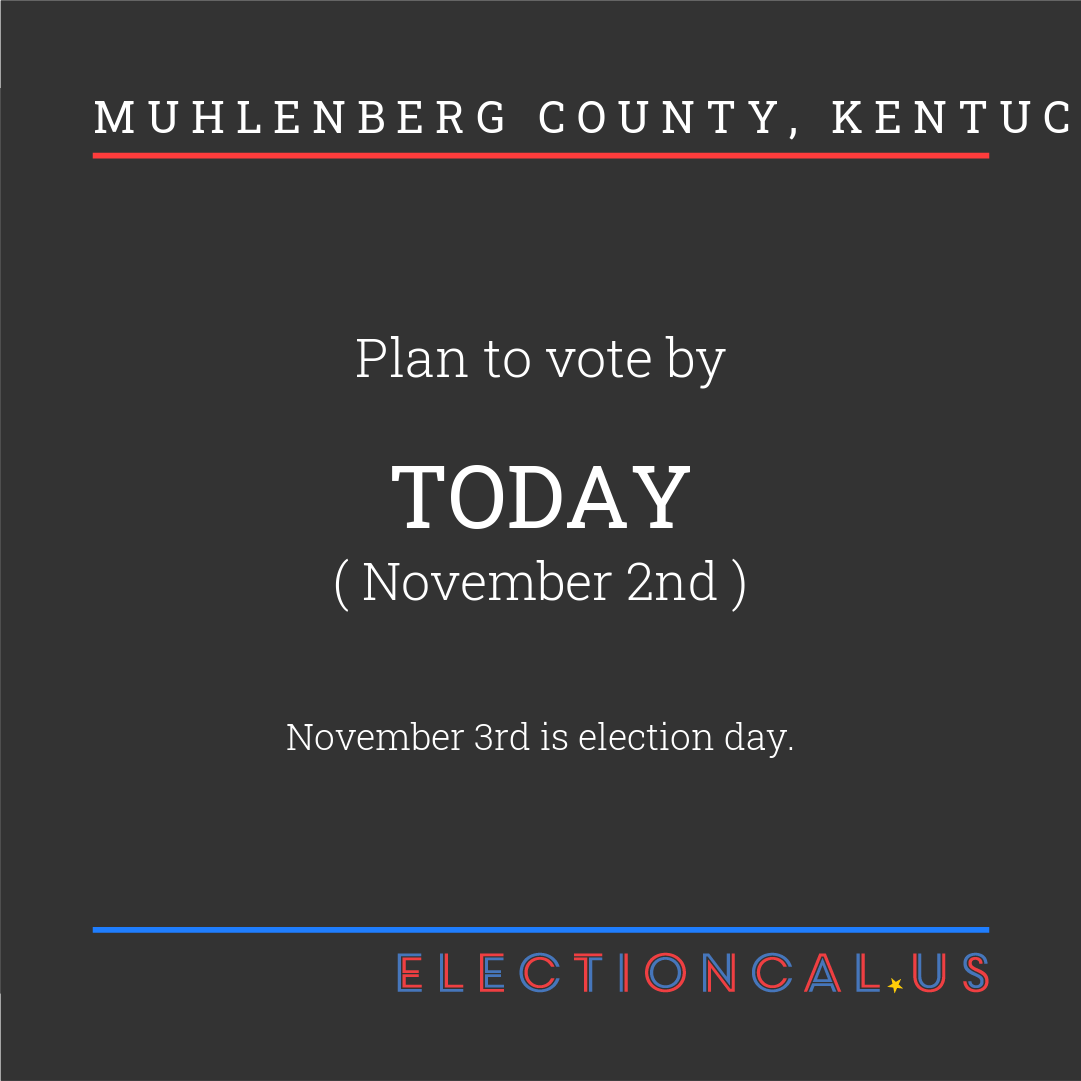 MUHLENBERG COUNTY, KENTUC
Plan to vote by
TODAY
( November 2nd )
November 3rd is election day.
ELECTIONCAL.US